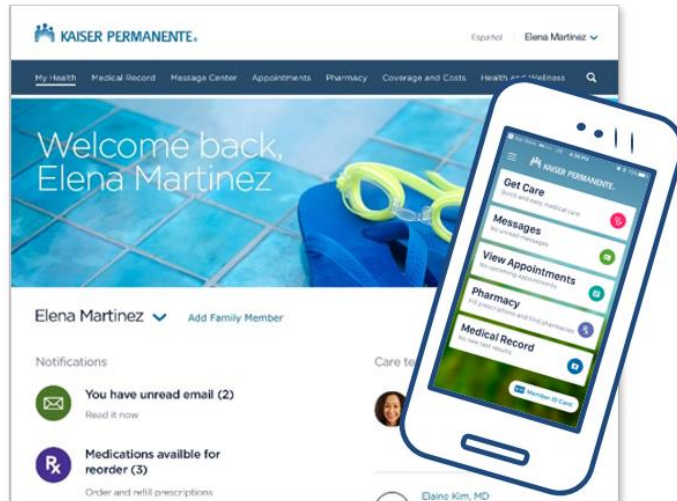 KAISER PERMANENTE®
Español Elena Martinez
My Health Medical Record Message Center Appointments Pharmacy Coverage and Costs Health and Wellness
Welcome back,
Elena Martinez
Elena Martinez Add Family Member
Notifications
You have unread email (2)
Read it now
Medications availble for
reorder (3)
Order and refill prescriptions
Care te
Elaine Kim, MD
KAISER PERMANENTE®
Get Care
Quick and easy medical care
Messages
No unread messages
View Appointments
No upcoming appointments
Pharmacy
Fill prescriptions and find pharmacies
Medical Record
No new test results
Member ID Card